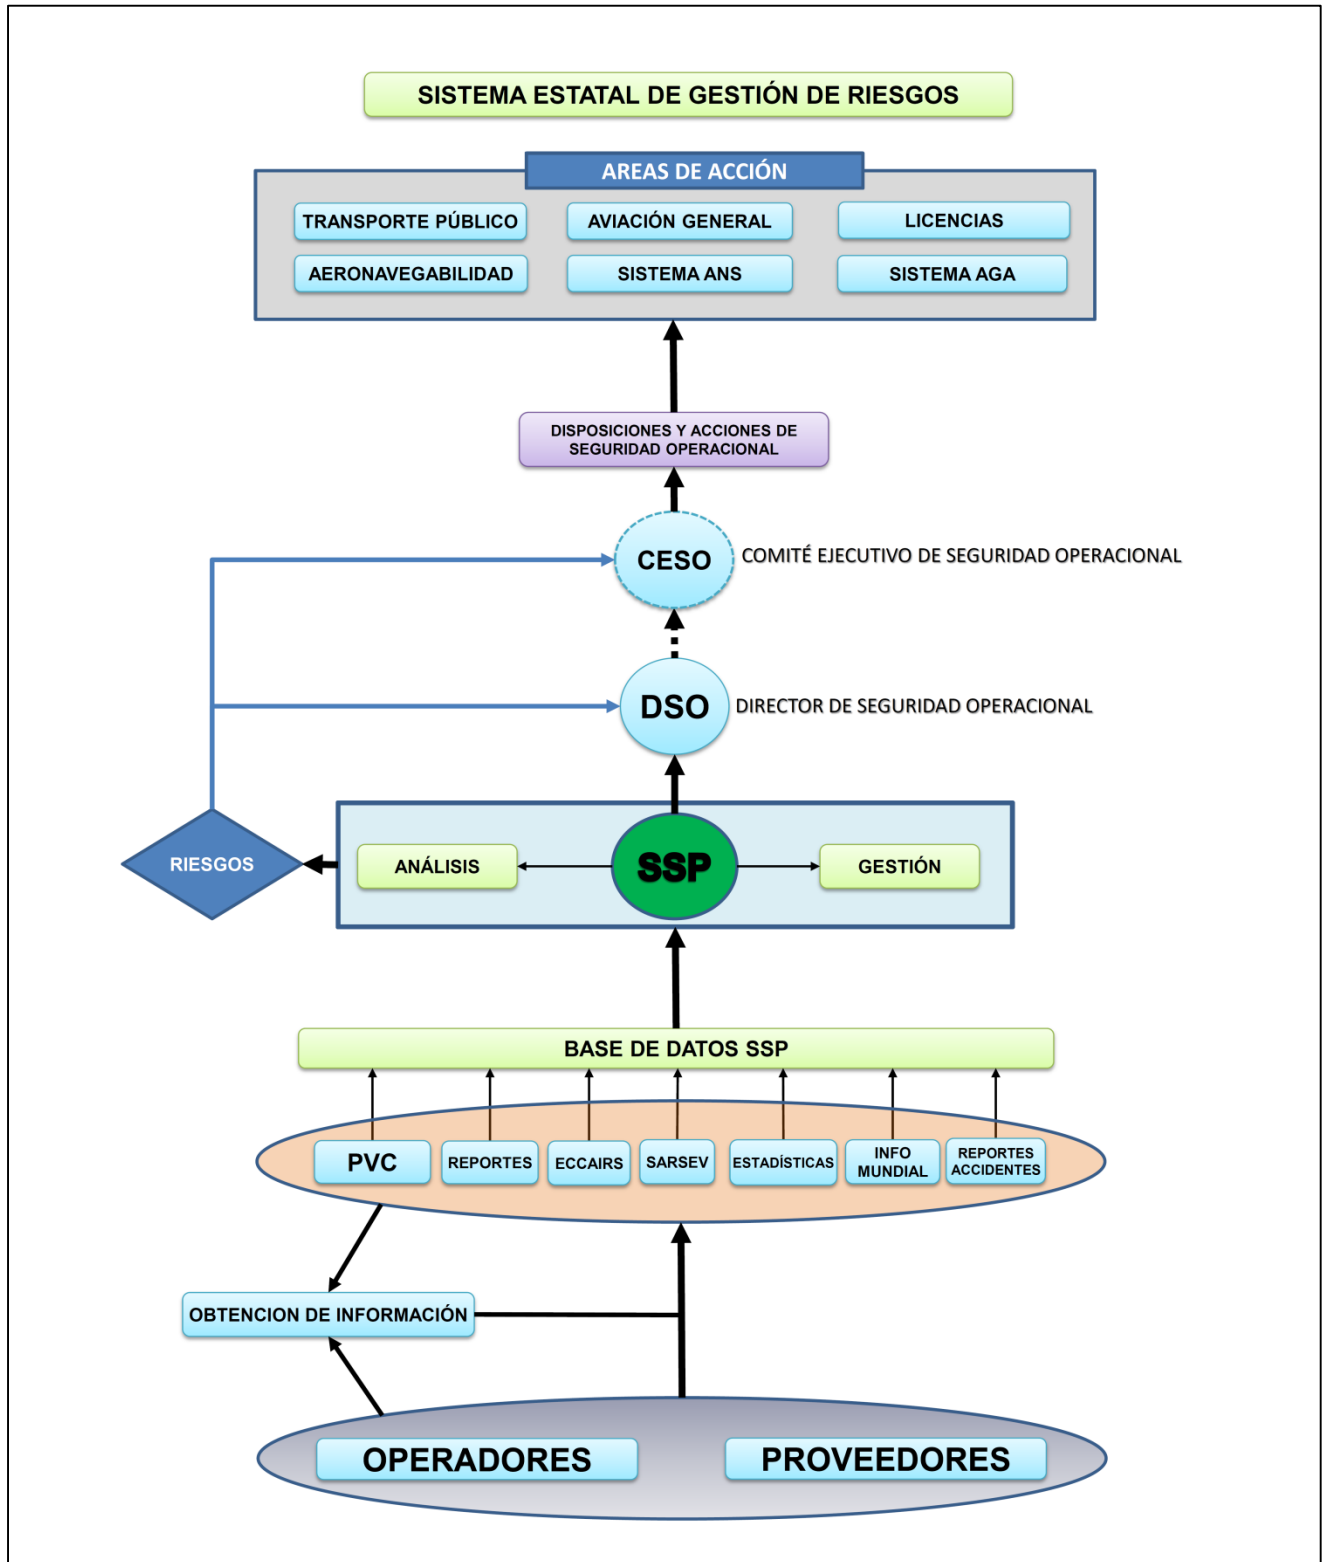 SISTEMA ESTATAL DE GESTIÓN DE RIESGOS
AREAS DE ACCIÓN
TRANSPORTE PÚBLICO
AVIACIÓN GENERAL
LICENCIAS
AERONAVEGABILIDAD
SISTEMA ANS
SISTEMA AGA
DISPOSICIONES Y ACCIONES DE
SEGURIDAD OPERACIONAL
CESO
COMITÉ EJECUTIVO DE SEGURIDAD OPERACIONAL
DSO
DIRECTOR DE SEGURIDAD OPERACIONAL
RIESGOS
ANÁLISIS
SSP
GESTIÓN
BASE DE DATOS SSP
PVC
REPORTES
ECCAIRS
SARSEV
ESTADÍSTICAS
INFO
MUNDIAL
REPORTES
ACCIDENTES
OBTENCION DE INFORMACIÓN
OPERADORES
PROVEEDORES